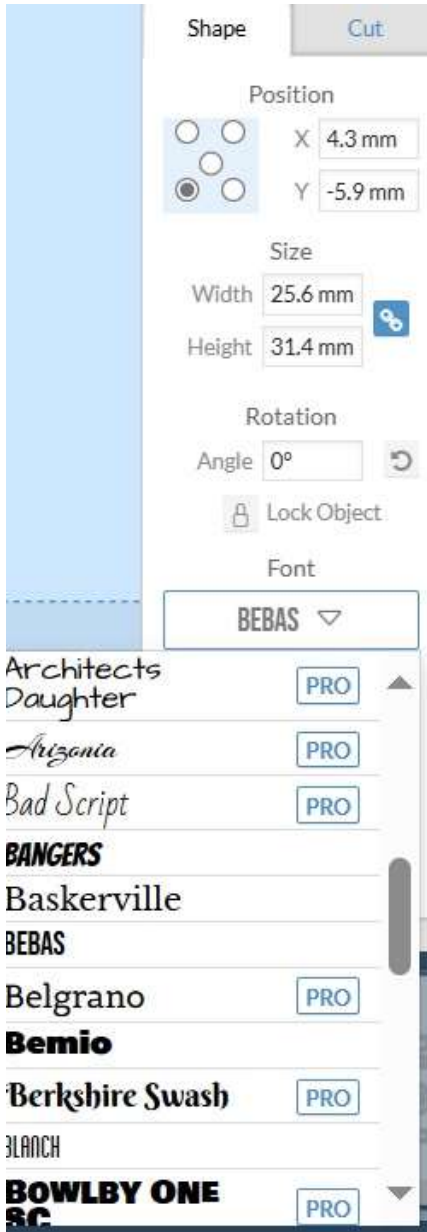 Shape Cut
Position
X 4.3 mm
Y -5.9 mm
Size
Width 25.6 mm
Height 31.4 mm
Rotation
Angle 0º
Lock Object
Font
BEBAS
Architects
Daughter PRO
Arizonia PRO
Bad Script PRO
BANGERS
Baskerville
BEBAS
Belgrano PRO
Bemio
Berkshire Swash PRO
BLANCH
BOWLBY ONE
SC PRO